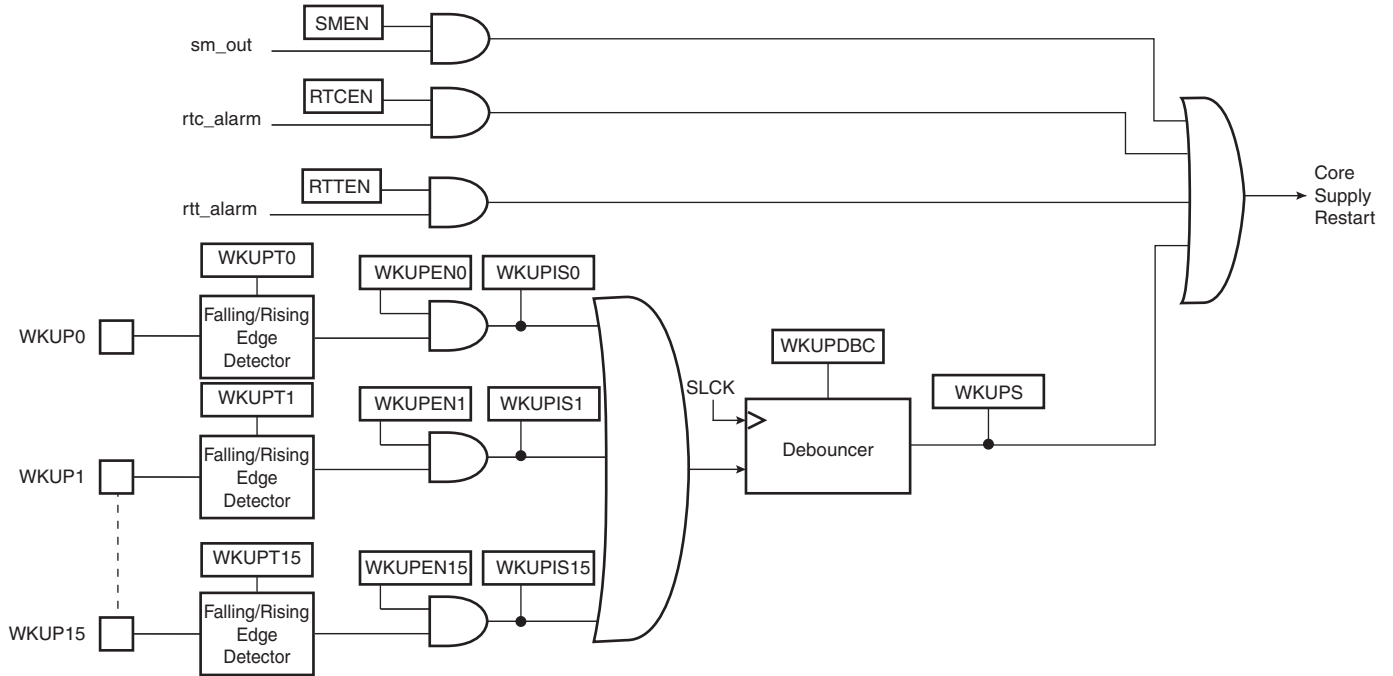 SMEN
sm_out
RTCEN
rtc_alarm
RTTEN
rtt_alarm
Core
Supply
Restart
WKUPT0
WKUPEN0
WKUPIS0
WKUP0
Falling/Rising
Edge
Detector
WKUPT1
WKUPEN1
WKUPIS1
WKUP1
Falling/Rising
Edge
Detector
WKUPDBC
SLCK
Debouncer
WKUPS
WKUPT15
WKUPEN15
WKUPIS15
WKUP15
Falling/Rising
Edge
Detector